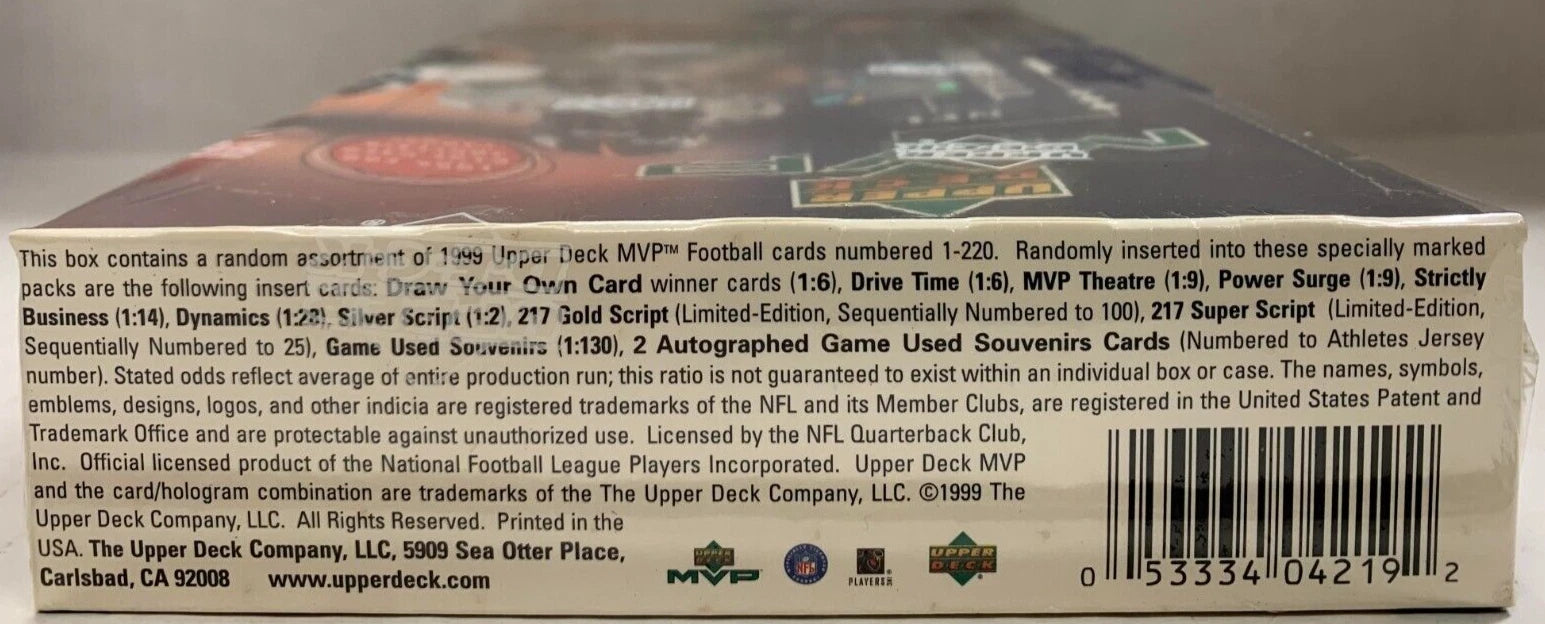 UPPER DECK
This box contains a random assortment of 1999 Upper Deck MVP™ Football cards numbered 1-220. Randomly inserted into these specially marked
packs are the following insert cards: Draw Your Own Card winner cards (1:6), Drive Time (1:6), MVP Theatre (1:9), Power Surge (1:9), Strictly
Business (1:14), Dynamics (1:28), Silver Script (1:2), 217 Gold Script (Limited-Edition, Sequentially Numbered to 100), 217 Super Script (Limited-Edition,
Sequentially Numbered to 25), Game Used Souvenirs (1:130), 2 Autographed Game Used Souvenirs Cards (Numbered to Athletes Jersey
number). Stated odds reflect average of entire production run; this ratio is not guaranteed to exist within an individual box or case. The names, symbols,
emblems, designs, logos, and other indicia are registered trademarks of the NFL and its Member Clubs, are registered in the United States Patent and
Trademark Office and are protectable against unauthorized use. Licensed by the NFL Quarterback Club,
Inc. Official licensed product of the National Football League Players Incorporated. Upper Deck MVP
and the card/hologram combination are trademarks of the The Upper Deck Company, LLC. ©1999 The
Upper Deck Company, LLC. All Rights Reserved. Printed in the
USA. The Upper Deck Company, LLC, 5909 Sea Otter Place,
Carlsbad, CA 92008 www.upperdeck.com
UPPER DECK MVP
NFL
PLAYERS
UPPER DECK
0 53334 04219 2